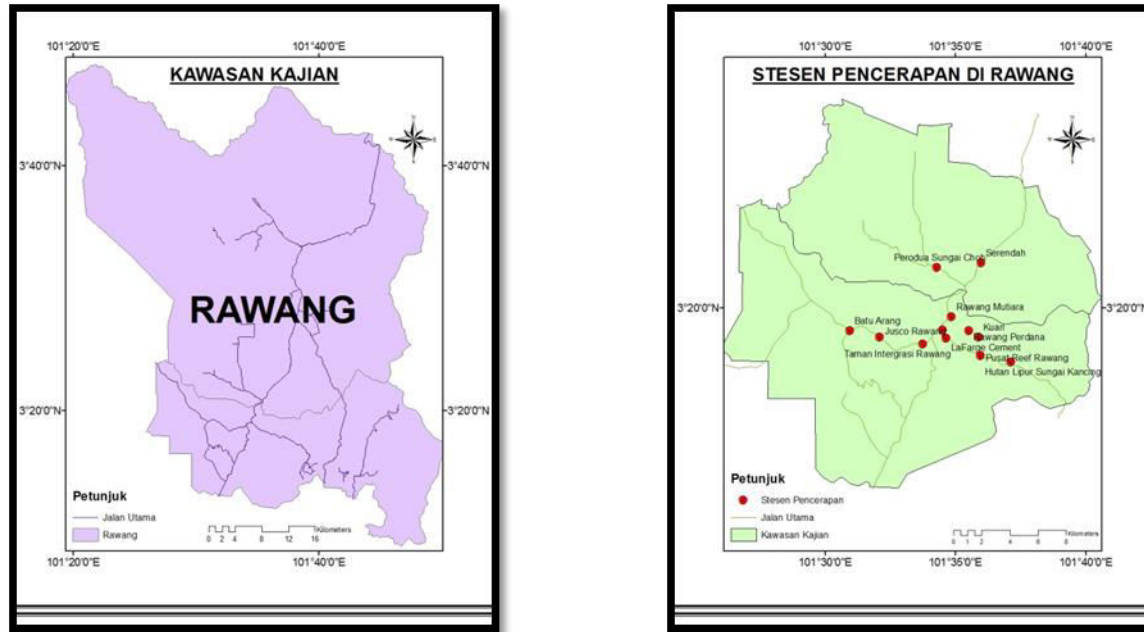 101°20'0"E 101°40'0"E
KAWASAN KAJIAN
3°40'0"N 3°40'0"N
RAWANG
3°20'0"N 3°20'0"N
Petunjuk
Jalan Utama
Rawang
Kilometers
0 2 4 8 12 16
101°20'0"E 101°40'0"E
101°30'0"E 101°35'0"E 101°40'0"E
STESEN PENCERAPAN DI RAWANG
Perodua Sungai Choh Serendah
3°20'0"N 3°20'0"N
Rawang Mutiara
Batu Arang Kuari
Jusco Rawang Rawang Perdana
Taman Intergrasi Rawang LaFarge Cement
Pusat Reef Rawang
Hutan Lipur Sungai Kancing
Petunjuk
Stesen Pencerapan
Jalan Utama
Kawasan Kajian
Kilometers
0 1 2 4 6 8
101°30'0"E 101°35'0"E 101°40'0"E